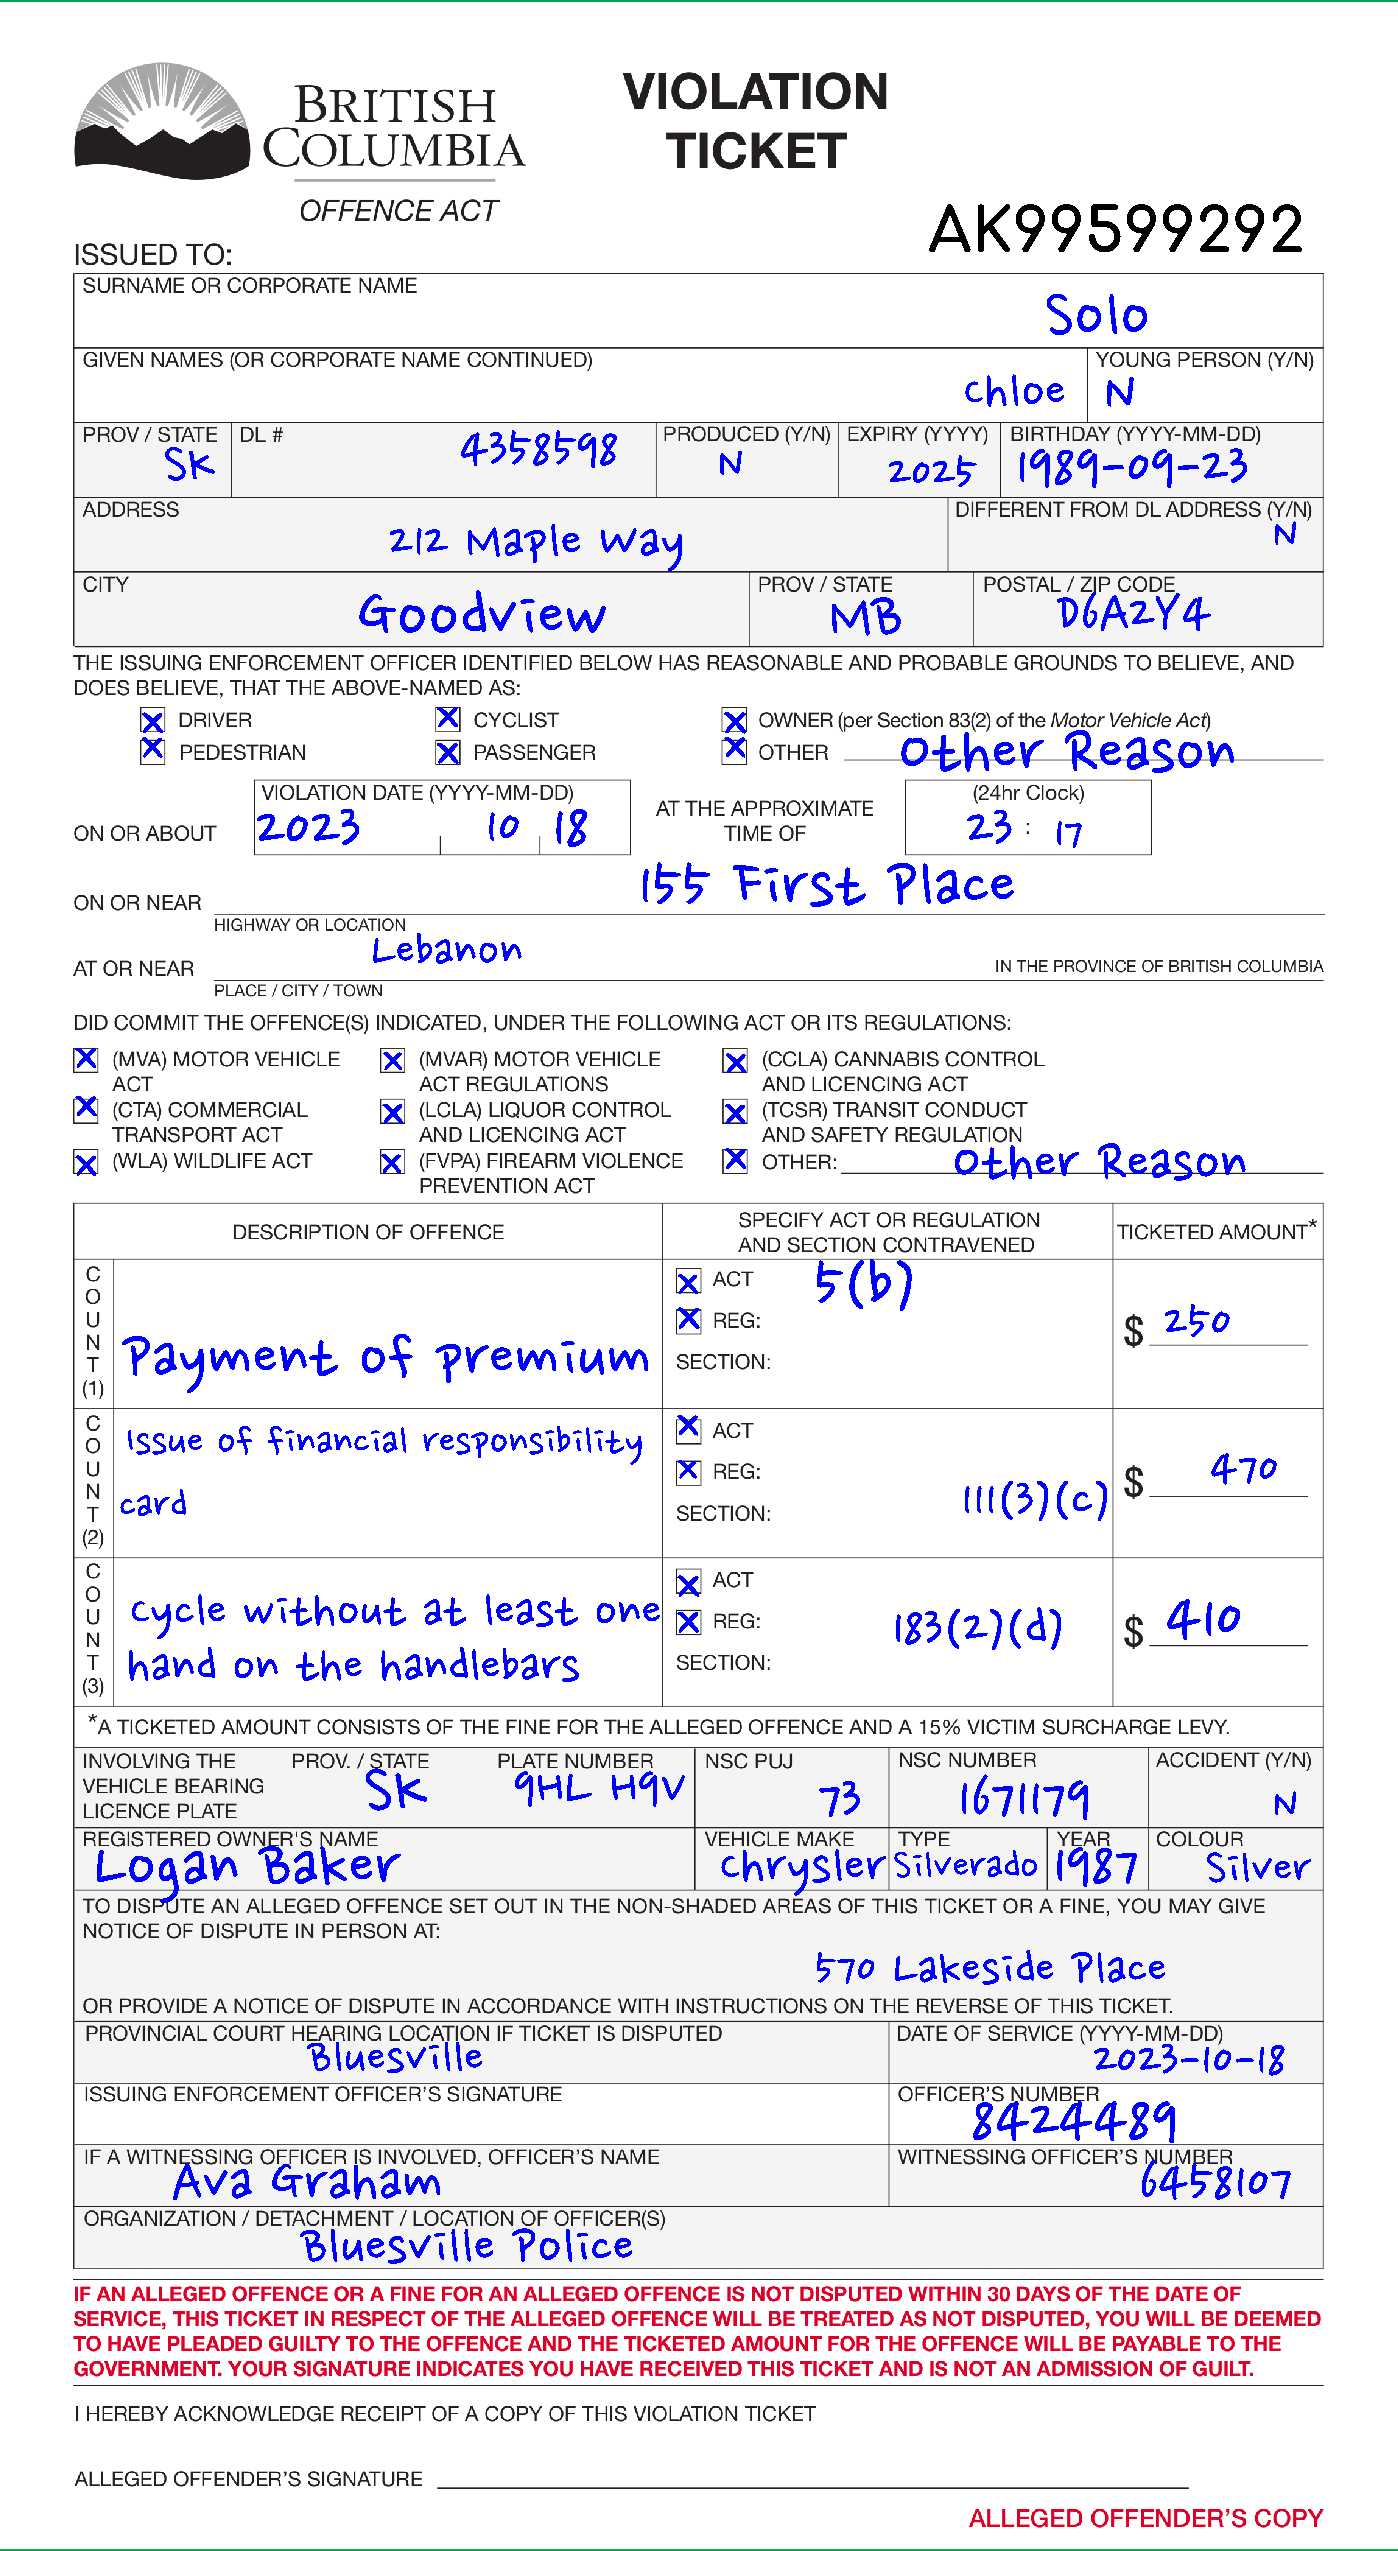 BRITISH
COLUMBIA
OFFENCE ACT
VIOLATION
TICKET
AK99599292
ISSUED TO:
SURNAME OR CORPORATE NAME
Solo
GIVEN NAMES (OR CORPORATE NAME CONTINUED) YOUNG PERSON (Y/N)
Chloe N
PROV / STATE DL # PRODUCED (Y/N) EXPIRY (YYYY) BIRTHDAY (YYYY-MM-DD)
SK 4358598 N 2025 1989-09-23
ADDRESS DIFFERENT FROM DL ADDRESS (Y/N)
212 Maple Way N
CITY PROV / STATE POSTAL / ZIP CODE
Goodview MB D6A2Y4
THE ISSUING ENFORCEMENT OFFICER IDENTIFIED BELOW HAS REASONABLE AND PROBABLE GROUNDS TO BELIEVE, AND
DOES BELIEVE, THAT THE ABOVE-NAMED AS:
X DRIVER X CYCLIST X OWNER (per Section 83(2) of the Motor Vehicle Act)
X PEDESTRIAN X PASSENGER X OTHER Other Reason
VIOLATION DATE (YYYY-MM-DD) (24hr Clock)
ON OR ABOUT 2023 10 18 AT THE APPROXIMATE
TIME OF 23 : 17
ON OR NEAR 155 First Place
HIGHWAY OR LOCATION
AT OR NEAR Lebanon IN THE PROVINCE OF BRITISH COLUMBIA
PLACE / CITY / TOWN
DID COMMIT THE OFFENCE(S) INDICATED, UNDER THE FOLLOWING ACT OR ITS REGULATIONS:
X (MVA) MOTOR VEHICLE X (MVAR) MOTOR VEHICLE X (CCLA) CANNABIS CONTROL
ACT ACT REGULATIONS AND LICENCING ACT
X (CTA) COMMERCIAL X (LCLA) LIQUOR CONTROL X (TCSR) TRANSIT CONDUCT
TRANSPORT ACT AND LICENCING ACT AND SAFETY REGULATION
X (WLA) WILDLIFE ACT X (FVPA) FIREARM VIOLENCE X OTHER: Other Reason
PREVENTION ACT
DESCRIPTION OF OFFENCE SPECIFY ACT OR REGULATION
AND SECTION CONTRAVENED TICKETED AMOUNT*
COUNT (1) Payment of premium X ACT 5(b)
X REG: $ 250
SECTION:
COUNT (2) Issue of financial responsibility
card
X ACT
X REG: $ 470
SECTION: 111(3)(c)
COUNT (3) Cycle without at least one
hand on the handlebars
X ACT
X REG: 183(2)(d) $ 410
SECTION:
*A TICKETED AMOUNT CONSISTS OF THE FINE FOR THE ALLEGED OFFENCE AND A 15% VICTIM SURCHARGE LEVY.
INVOLVING THE
VEHICLE BEARING
LICENCE PLATE
PROV. / STATE PLATE NUMBER NSC PUJ NSC NUMBER ACCIDENT (Y/N)
SK 9HL H9V 73 1671179 N
REGISTERED OWNER'S NAME VEHICLE MAKE TYPE YEAR COLOUR
Logan Baker Chrysler Silverado 1987 Silver
TO DISPUTE AN ALLEGED OFFENCE SET OUT IN THE NON-SHADED AREAS OF THIS TICKET OR A FINE, YOU MAY GIVE
NOTICE OF DISPUTE IN PERSON AT:
570 Lakeside Place
OR PROVIDE A NOTICE OF DISPUTE IN ACCORDANCE WITH INSTRUCTIONS ON THE REVERSE OF THIS TICKET.
PROVINCIAL COURT HEARING LOCATION IF TICKET IS DISPUTED DATE OF SERVICE (YYYY-MM-DD)
Bluesville 2023-10-18
ISSUING ENFORCEMENT OFFICER'S SIGNATURE OFFICER'S NUMBER
8424489
IF A WITNESSING OFFICER IS INVOLVED, OFFICER'S NAME WITNESSING OFFICER'S NUMBER
Ava Graham 6458107
ORGANIZATION / DETACHMENT / LOCATION OF OFFICER(S)
Bluesville Police
IF AN ALLEGED OFFENCE OR A FINE FOR AN ALLEGED OFFENCE IS NOT DISPUTED WITHIN 30 DAYS OF THE DATE OF
SERVICE, THIS TICKET IN RESPECT OF THE ALLEGED OFFENCE WILL BE TREATED AS NOT DISPUTED, YOU WILL BE DEEMED
TO HAVE PLEADED GUILTY TO THE OFFENCE AND THE TICKETED AMOUNT FOR THE OFFENCE WILL BE PAYABLE TO THE
GOVERNMENT. YOUR SIGNATURE INDICATES YOU HAVE RECEIVED THIS TICKET AND IS NOT AN ADMISSION OF GUILT.
I HEREBY ACKNOWLEDGE RECEIPT OF A COPY OF THIS VIOLATION TICKET
ALLEGED OFFENDER'S SIGNATURE
ALLEGED OFFENDER'S COPY